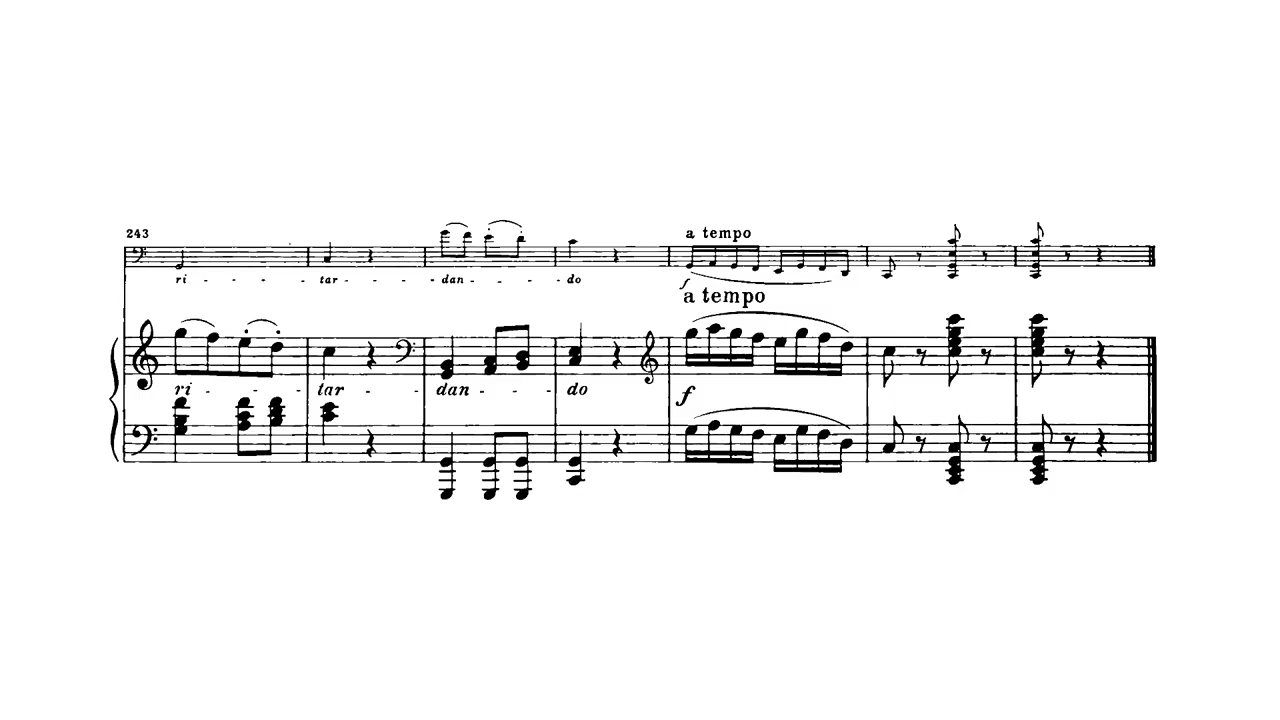 243
a tempo
ri - - - - tar - - - - dan - - - - do
f
a tempo
ri - - - - tar - - - - dan - - - do
f